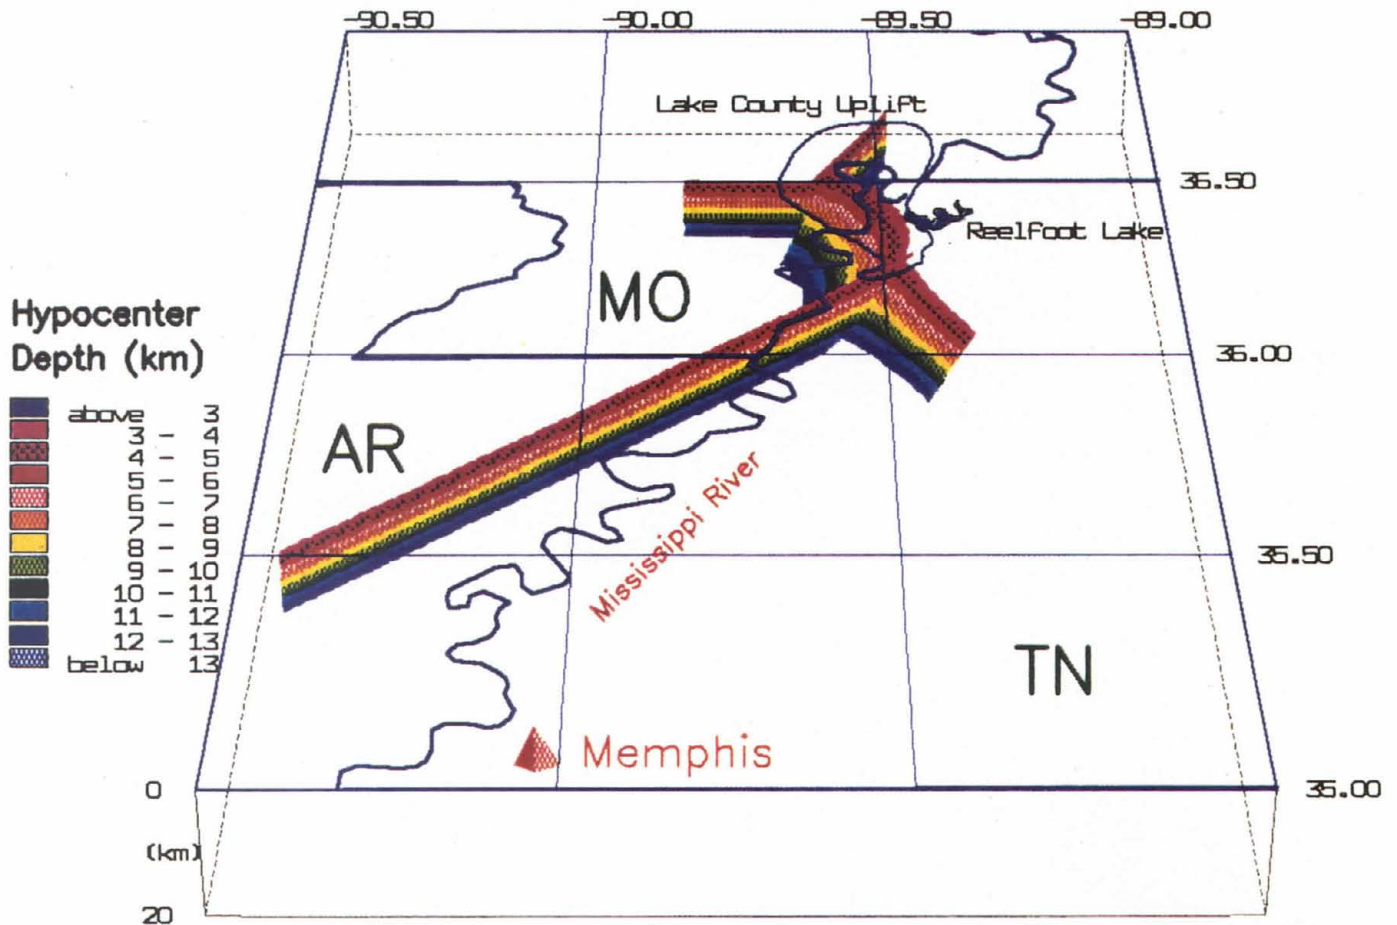 -90.50 -90.00 -89.50 -89.00
Lake County Uplift
36.50
Reelfoot Lake
MO
Hypocenter
Depth (km)
36.00
above 3
3 - 4
4 - 5
5 - 6
6 - 7
7 - 8
8 - 9
9 - 10
10 - 11
11 - 12
12 - 13
below 13
AR
Mississippi River
35.50
TN
Memphis
0
35.00
(km)
20